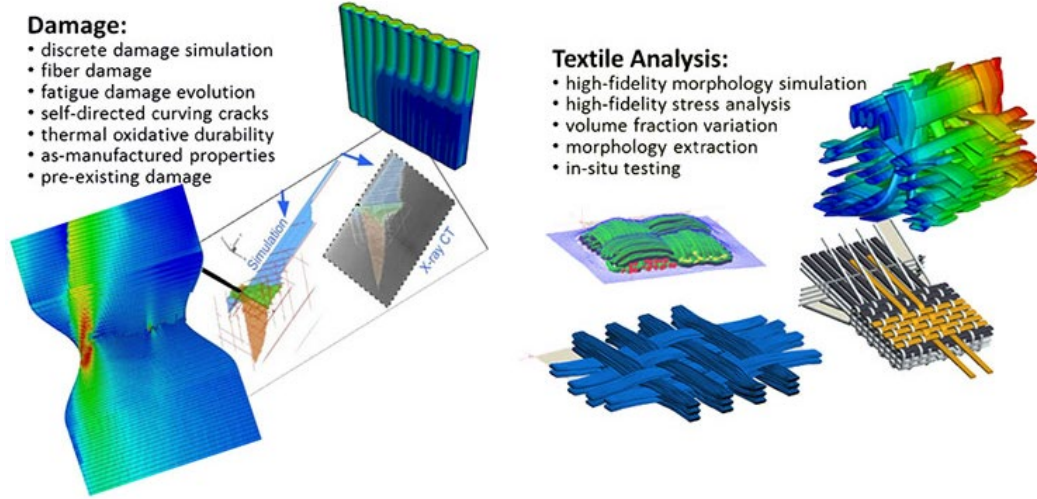 Damage:
• discrete damage simulation
• fiber damage
• fatigue damage evolution
• self-directed curving cracks
• thermal oxidative durability
• as-manufactured properties
• pre-existing damage
Simulation
X-ray CT
Textile Analysis:
• high-fidelity morphology simulation
• high-fidelity stress analysis
• volume fraction variation
• morphology extraction
• in-situ testing